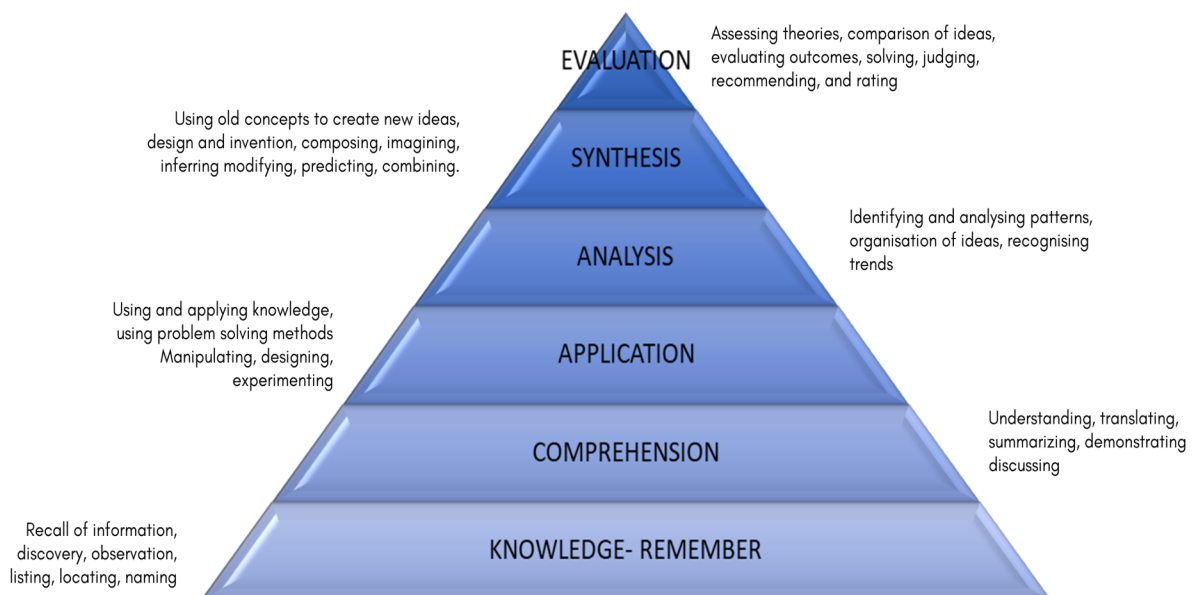 EVALUATION
Assessing theories, comparison of ideas,
evaluating outcomes, solving, judging,
recommending, and rating
Using old concepts to create new ideas,
design and invention, composing, imagining,
inferring modifying, predicting, combining.
SYNTHESIS
Identifying and analysing patterns,
organisation of ideas, recognising
trends
ANALYSIS
Using and applying knowledge,
using problem solving methods
Manipulating, designing,
experimenting
APPLICATION
Understanding, translating,
summarizing, demonstrating
discussing
COMPREHENSION
Recall of information,
discovery, observation,
listing, locating, naming
KNOWLEDGE- REMEMBER